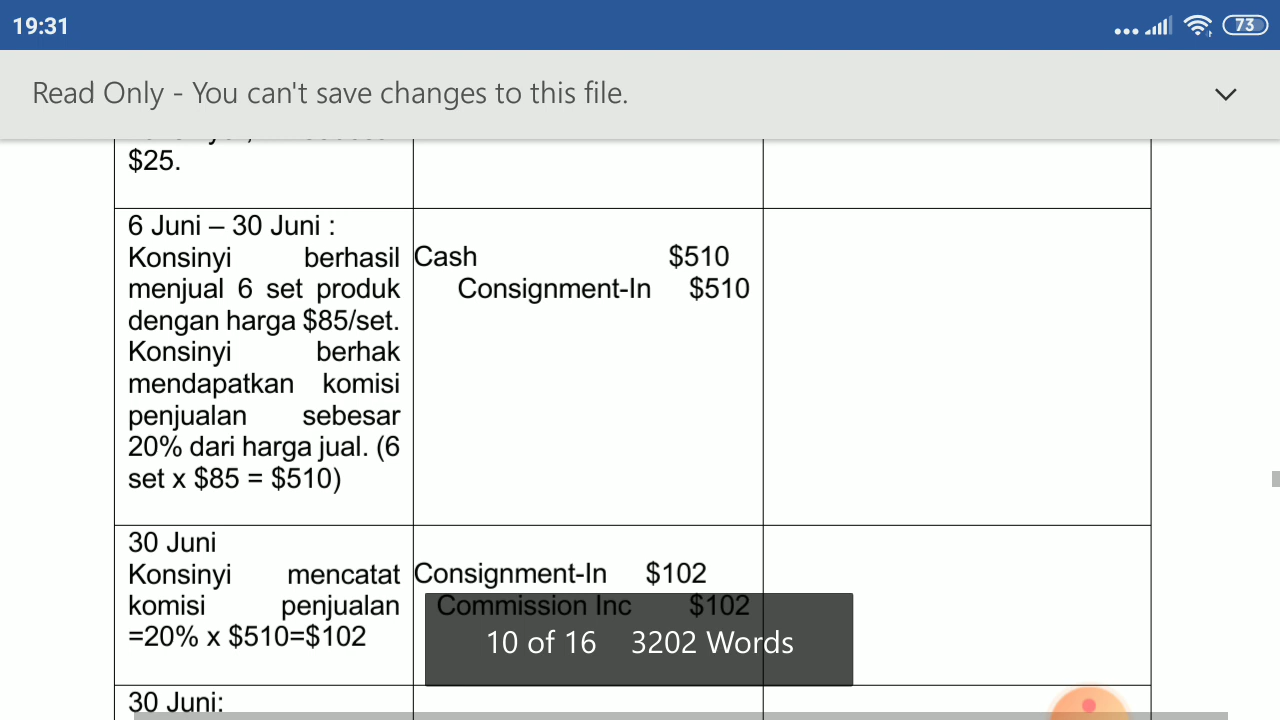 19:31
73
Read Only - You can't save changes to this file.
$25.
6 Juni – 30 Juni :
Konsinyi berhasil
menjual 6 set produk
dengan harga $85/set.
Konsinyi berhak
mendapatkan komisi
penjualan sebesar
20% dari harga jual. (6
set x $85 = $510)
Cash $510
Consignment-In $510
30 Juni
Konsinyi mencatat
komisi penjualan
=20% x $510=$102
Consignment-In $102
Commission Inc $102
10 of 16 3202 Words
30 Juni: